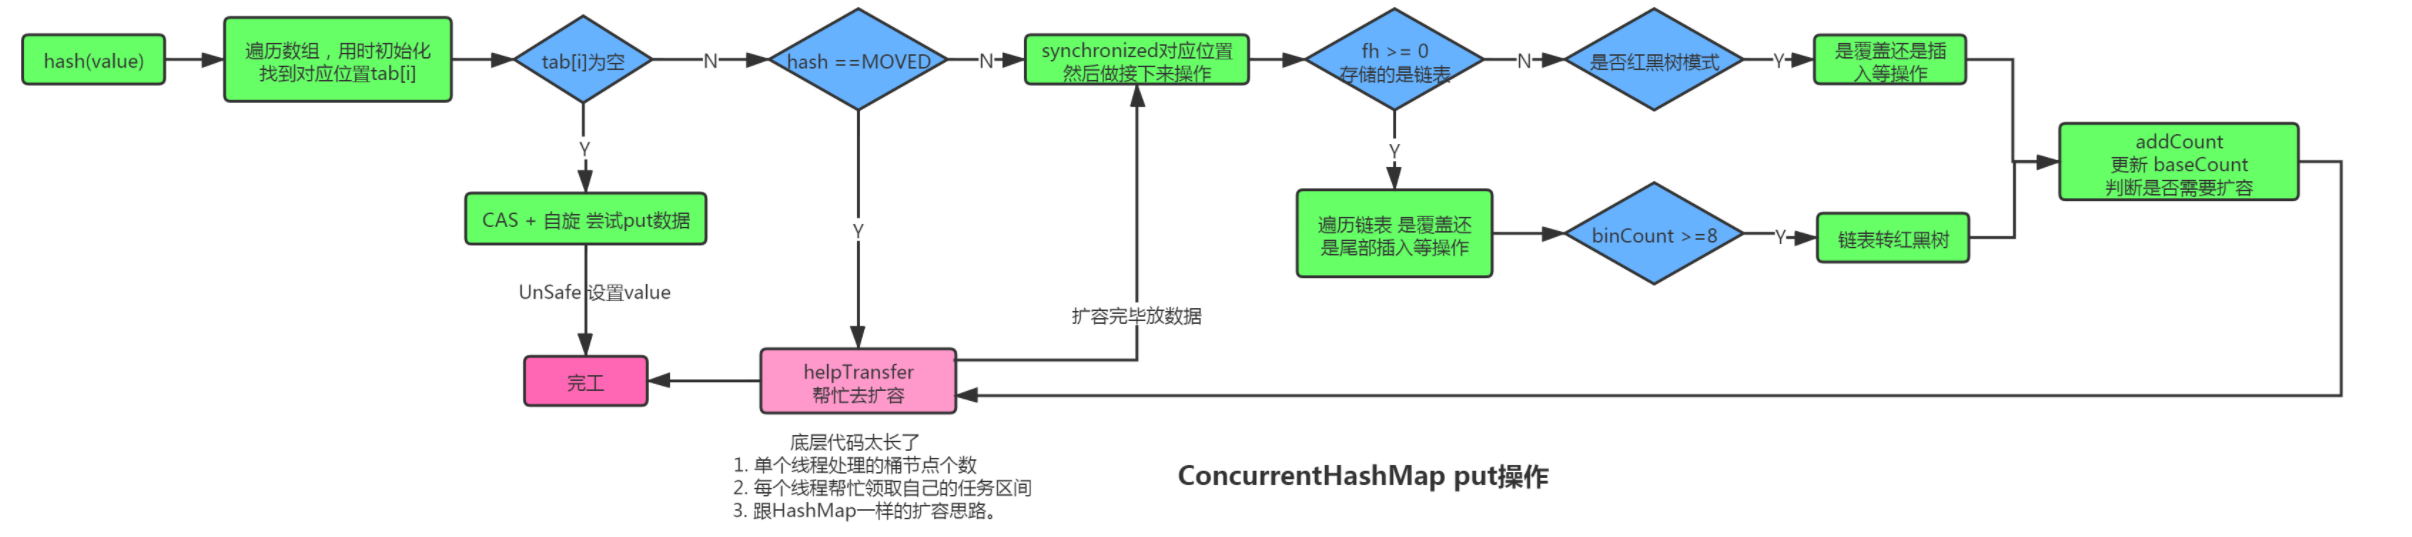 hash(value)
遍历数组，用时初始化
找到对应位置tab[i]
tab[i]为空
N
hash ==MOVED
N
synchronized对应位置
然后做接下来操作
fh >= 0
存储的是链表
N
是否红黑树模式
Y
是覆盖还是插
入等操作
Y
CAS + 自旋 尝试put数据
UnSafe 设置value
完工
Y
helpTransfer
帮忙去扩容
扩容完毕放数据
Y
遍历链表 是覆盖还
是尾部插入等操作
binCount >=8
Y
链表转红黑树
addCount
更新 baseCount
判断是否需要扩容
底层代码太长了
1. 单个线程处理的桶节点个数
2. 每个线程帮忙领取自己的任务区间
3. 跟HashMap一样的扩容思路。
ConcurrentHashMap put操作